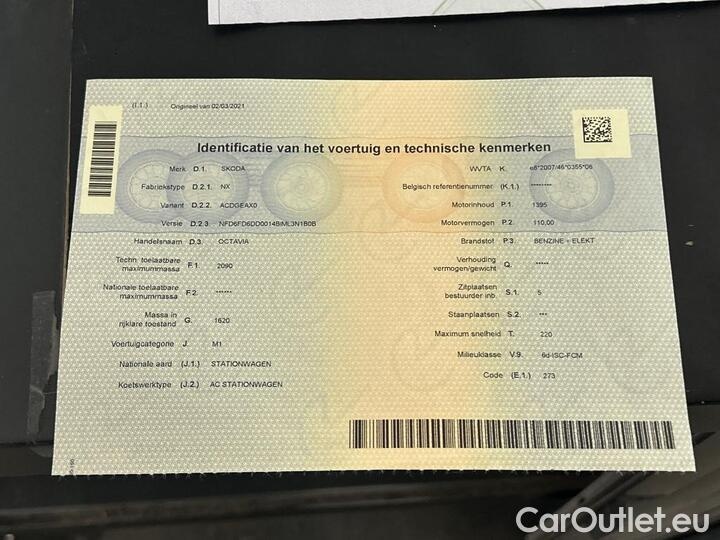 (I.1.) Origineel van 02/03/2021
Identificatie van het voertuig en technische kenmerken
Merk D.1. SKODA
Fabriekstype D.2.1. NX
Variant D.2.2. ACDGEAX0
Versie D.2.3.
Handelsnaam D.3. OCTAVIA
Techn. toelaatbare
maximummassa F.1. 2090
Nationale toelaatbare
maximummassa F.2. ******
Massa in
rijklare toestand G. 1620
Voertuigcategorie J. M1
Nationale aard (J.1.) STATIONWAGEN
Koetswerktype (J.2.) AC STATIONWAGEN
WVTA K. e8*2007/46*0355*06
Belgisch referentienummer (K.1.) ********
Motorinhoud P.1. 1395
Motorvermogen P.2. 110,00
Brandstof P.3. BENZINE + ELEKT
Verhouding
vermogen/gewicht Q. *****
Zitplaatsen
bestuurder inb. S.1. 5
Staanplaatsen S.2. ***
Maximum snelheid T. 220
Milieuklasse V.9. 6d-ISC-FCM
Code (E.1.) 273
CarOutlet.eu